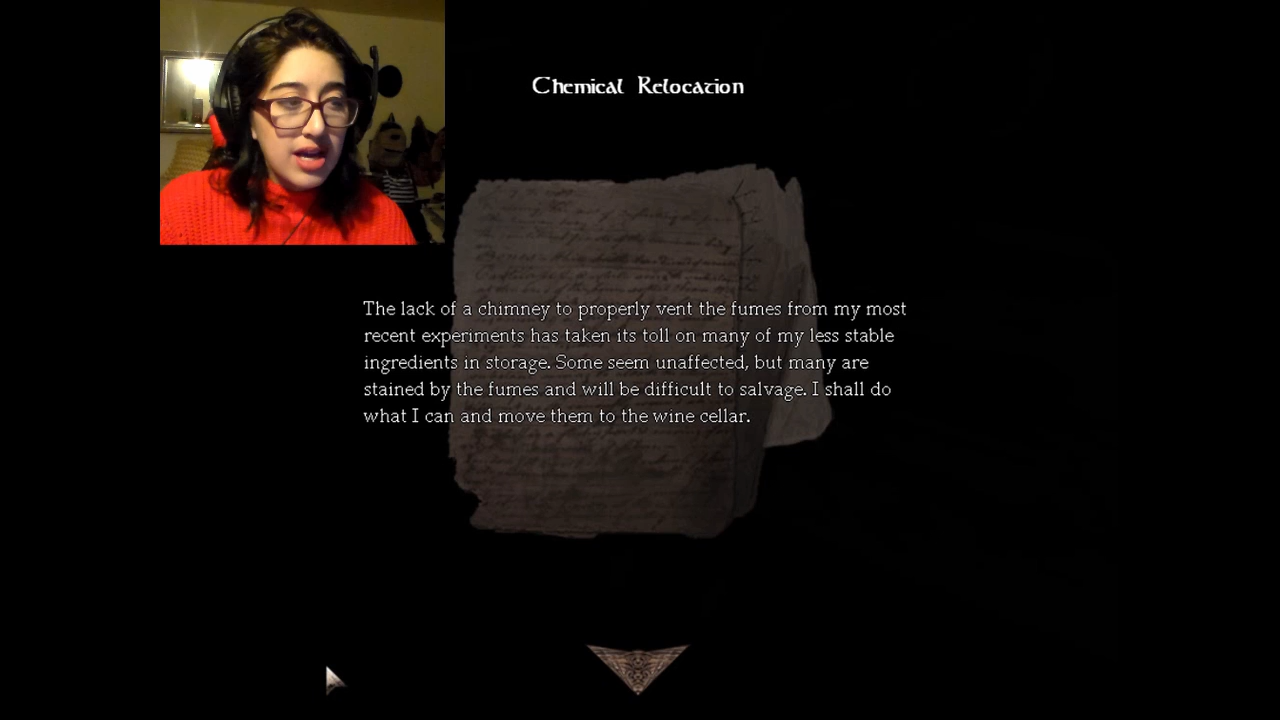 Chemical Relocation
The lack of a chimney to properly vent the fumes from my most
recent experiments has taken its toll on many of my less stable
ingredients in storage. Some seem unaffected, but many are
stained by the fumes and will be difficult to salvage. I shall do
what I can and move them to the wine cellar.